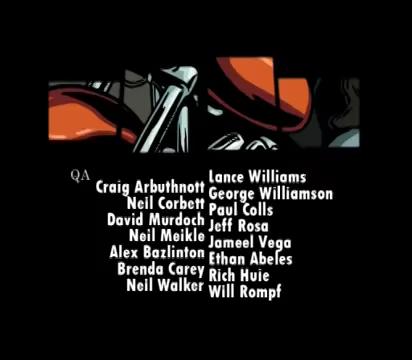 QA
Craig Arbuthnott
Neil Corbett
David Murdoch
Neil Meikle
Alex Bazlinton
Brenda Carey
Neil Walker
Lance Williams
George Williamson
Paul Colls
Jeff Rosa
Jameel Vega
Ethan Abeles
Rich Huie
Will Rompf